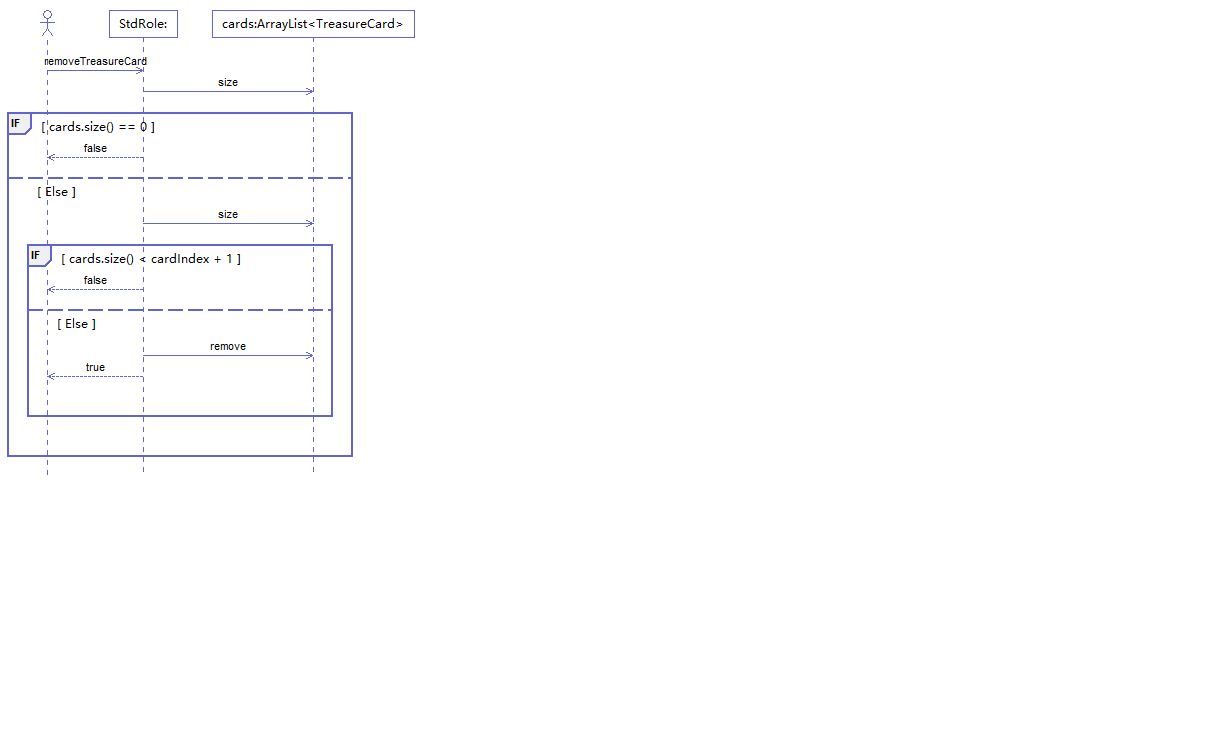 StdRole:
cards:ArrayList<TreasureCard>
removeTreasureCard
size
IF
[ cards.size() == 0 ]
false
[ Else ]
size
IF
[ cards.size() < cardIndex + 1 ]
false
[ Else ]
remove
true